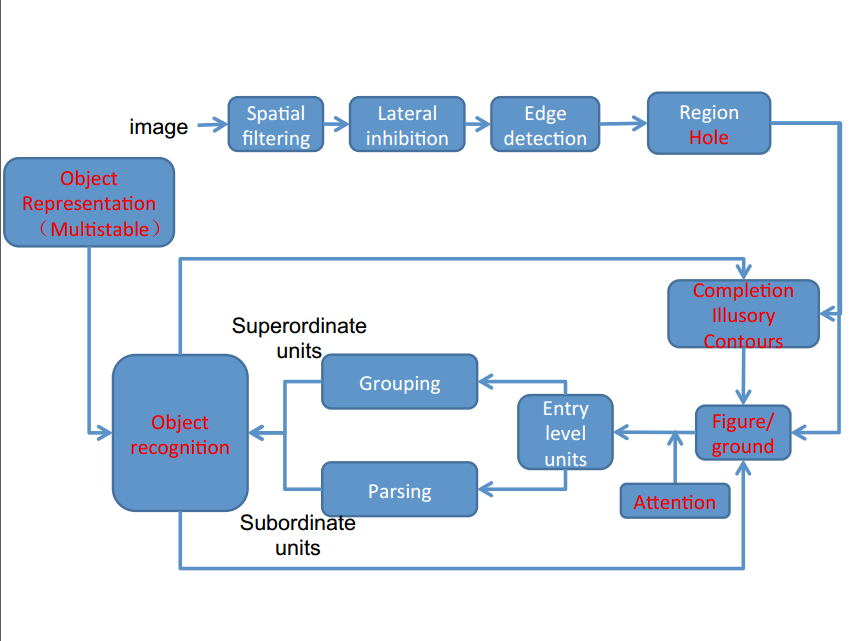 image
Spatial
filtering
Lateral
inhibition
Edge
detection
Region
Hole
Object
Representation
（Multistable）
Completion
Illusory
Contours
Superordinate
units
Grouping
Object
recognition
Entry
level
units
Figure/
ground
Parsing
Attention
Subordinate
units